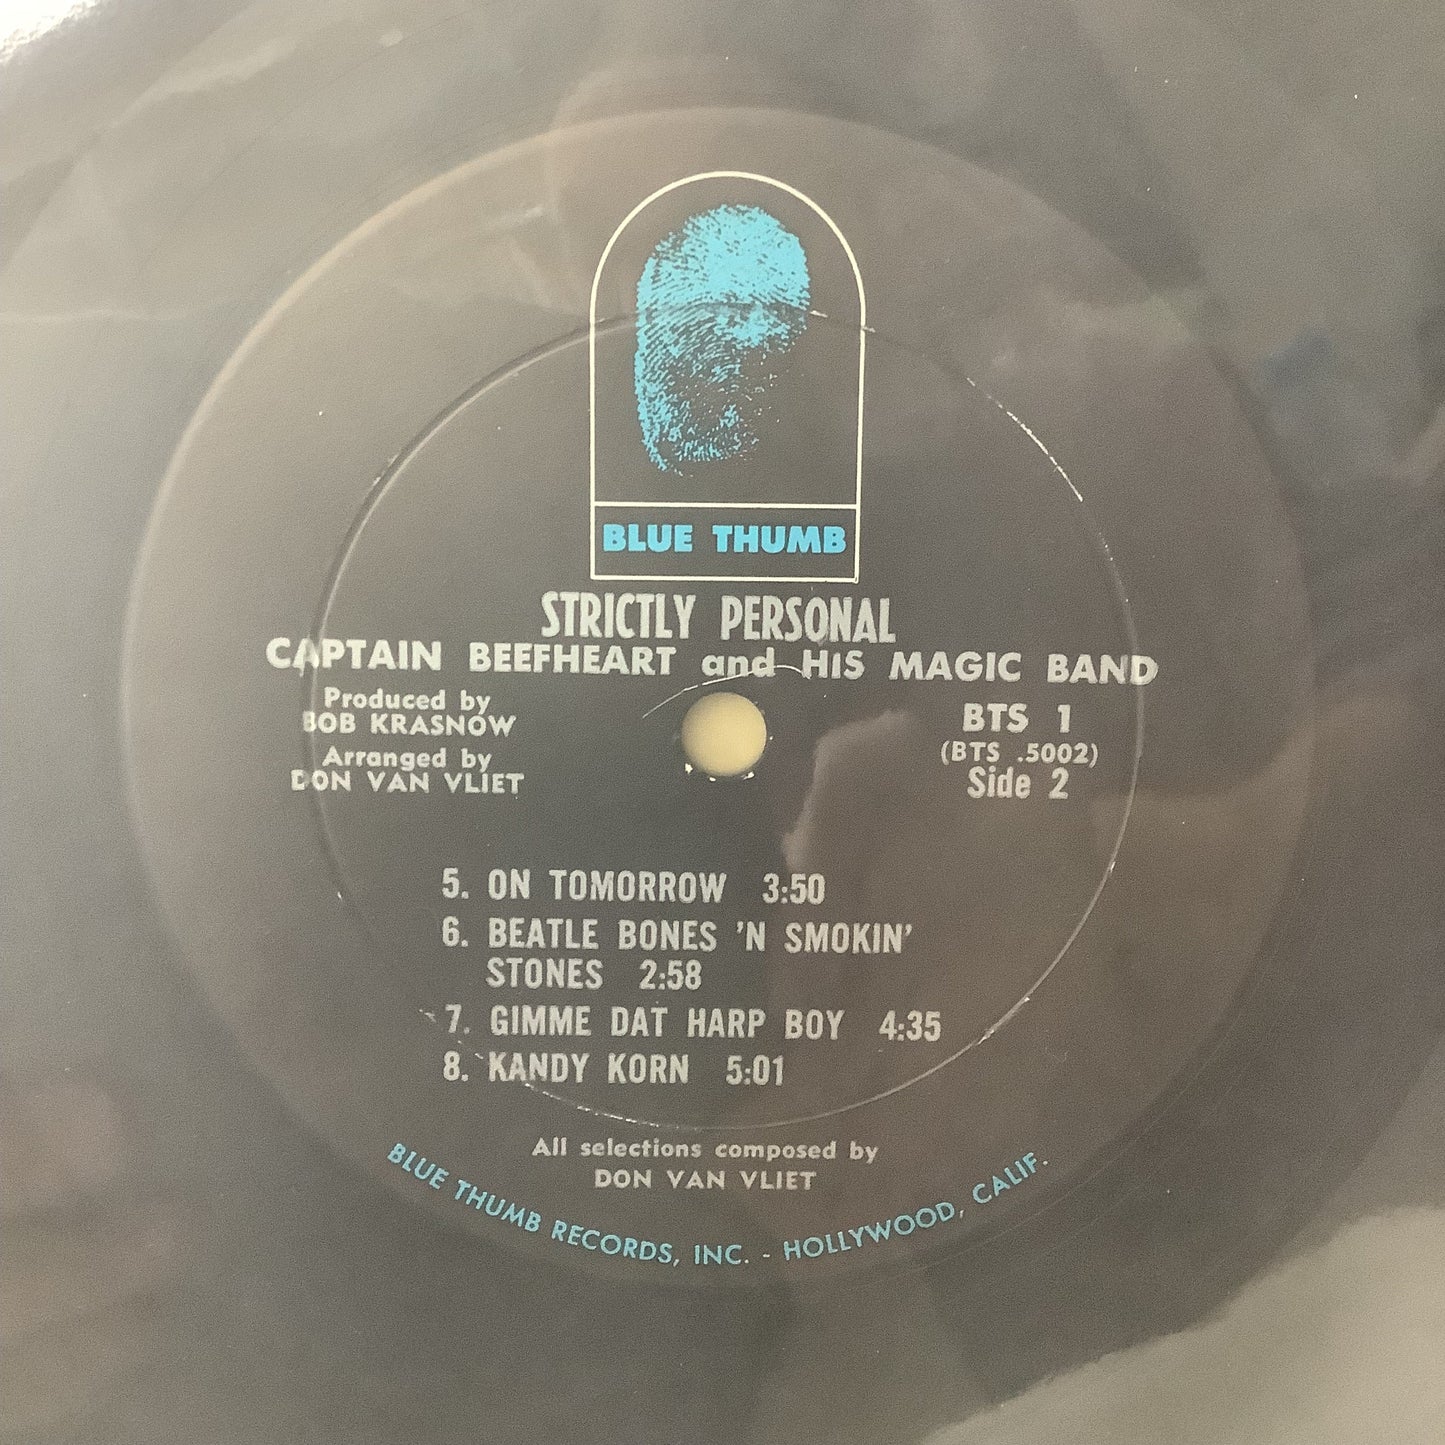 BLUE THUMB
STRICTLY PERSONAL
CAPTAIN BEEFHEART and HIS MAGIC BAND
Produced by
BOB KRASNOW
Arranged by
DON VAN VLIET
BTS 1
(BTS .5002)
Side 2
5. ON TOMORROW 3:50
6. BEATLE BONES 'N SMOKIN'
STONES 2:58
7. GIMME DAT HARP BOY 4:35
8. KANDY KORN 5:01
All selections composed by
DON VAN VLIET
BLUE THUMB RECORDS, INC. - HOLLYWOOD, CALIF.